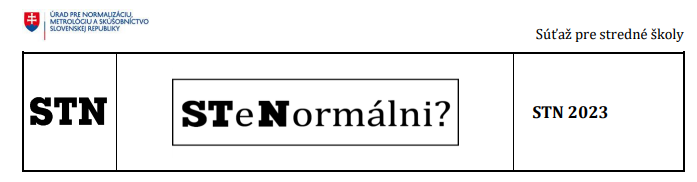 ÚRAD PRE NORMALIZÁCIU,
METROLÓGIU A SKÚŠOBNÍCTVO
SLOVENSKEJ REPUBLIKY
Súťaž pre stredné školy
STN
STeNormálni?
STN 2023